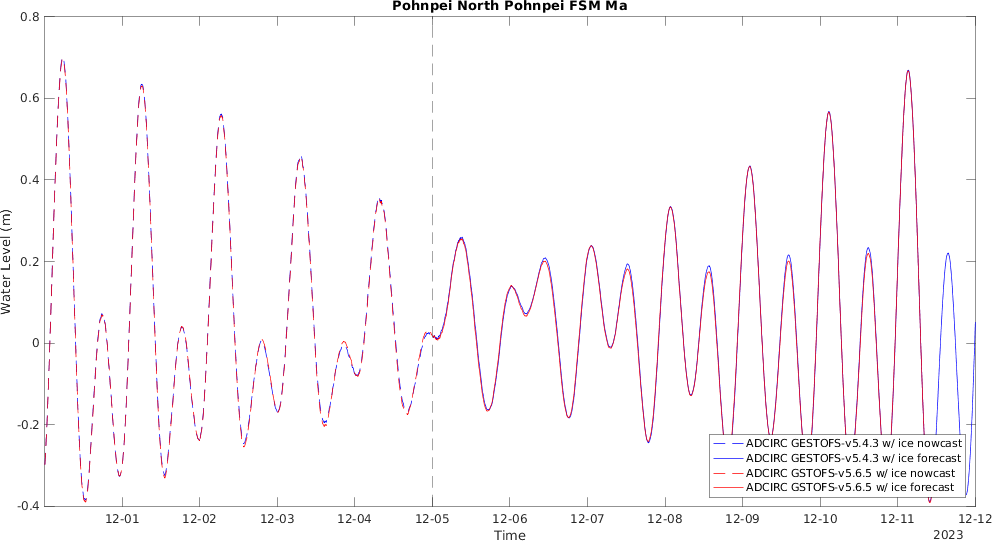 Pohnpei North Pohnpei FSM Ma
0.8
0.6
0.4
0.2
0
-0.2
-0.4
Water Level (m)
ADCIRC GESTOFS-v5.4.3 w/ ice nowcast
ADCIRC GESTOFS-v5.4.3 w/ ice forecast
ADCIRC GSTOFS-v5.6.5 w/ ice nowcast
ADCIRC GSTOFS-v5.6.5 w/ ice forecast
12-01 12-02 12-03 12-04 12-05 12-06 12-07 12-08 12-09 12-10 12-11 12-12
Time
2023